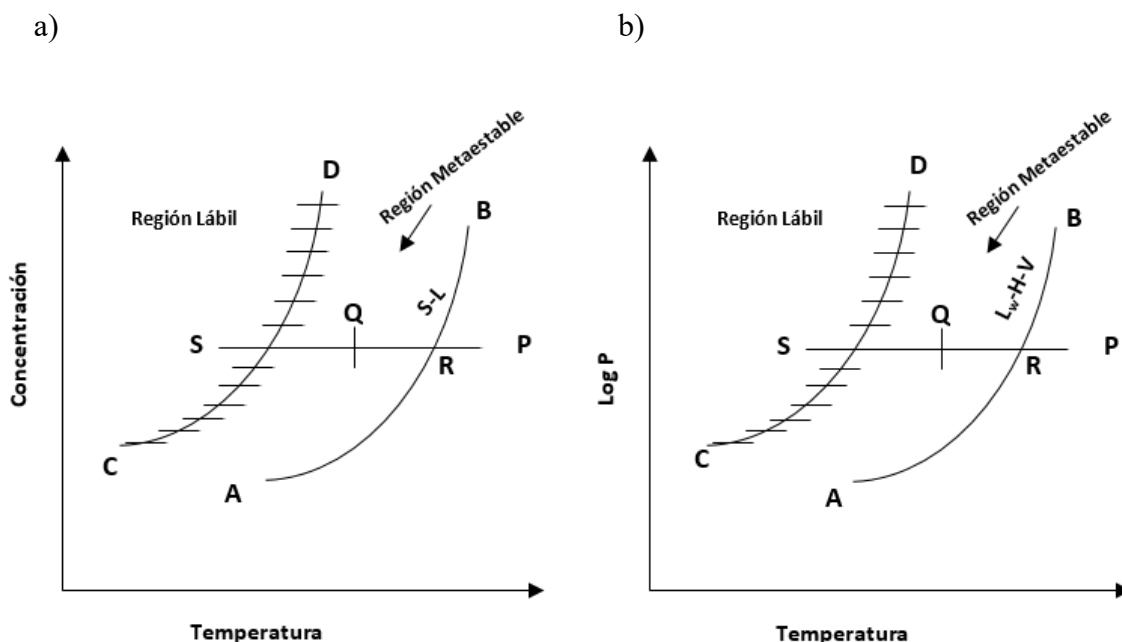 a)
Concentración
Temperatura
Región Lábil
Región Metaestable
D
B
S-L
Q
S
P
R
C
A
b)
Log P
Temperatura
Región Lábil
Región Metaestable
D
B
Lw-H-V
Q
S
P
R
C
A